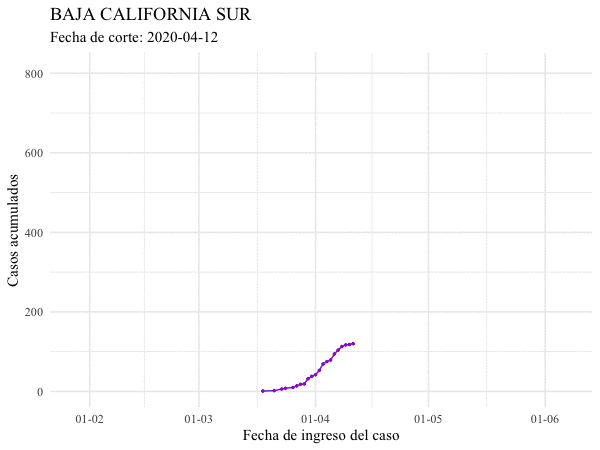 BAJA CALIFORNIA SUR
Fecha de corte: 2020-04-12
Casos acumulados
800
600
400
200
0
01-02 01-03 01-04 01-05 01-06
Fecha de ingreso del caso